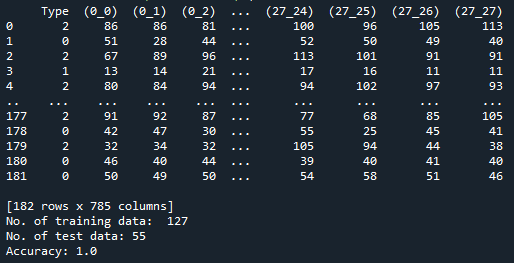 Type (0_0) (0_1) (0_2) ... (27_24) (27_25) (27_26) (27_27)
0 2 86 86 81 ... 100 96 105 113
1 0 51 28 44 ... 52 50 49 40
2 2 67 89 96 ... 113 101 91 91
3 1 13 14 21 ... 17 16 11 11
4 2 80 84 94 ... 94 102 97 93
.. ... ... ... ... ... ... ... ... ...
177 2 91 92 87 ... 77 68 85 105
178 0 42 47 30 ... 55 25 45 41
179 2 32 34 32 ... 105 94 44 38
180 0 46 40 44 ... 39 40 41 40
181 0 50 49 50 ... 54 58 51 46
[182 rows x 785 columns]
No. of training data: 127
No. of test data: 55
Accuracy: 1.0